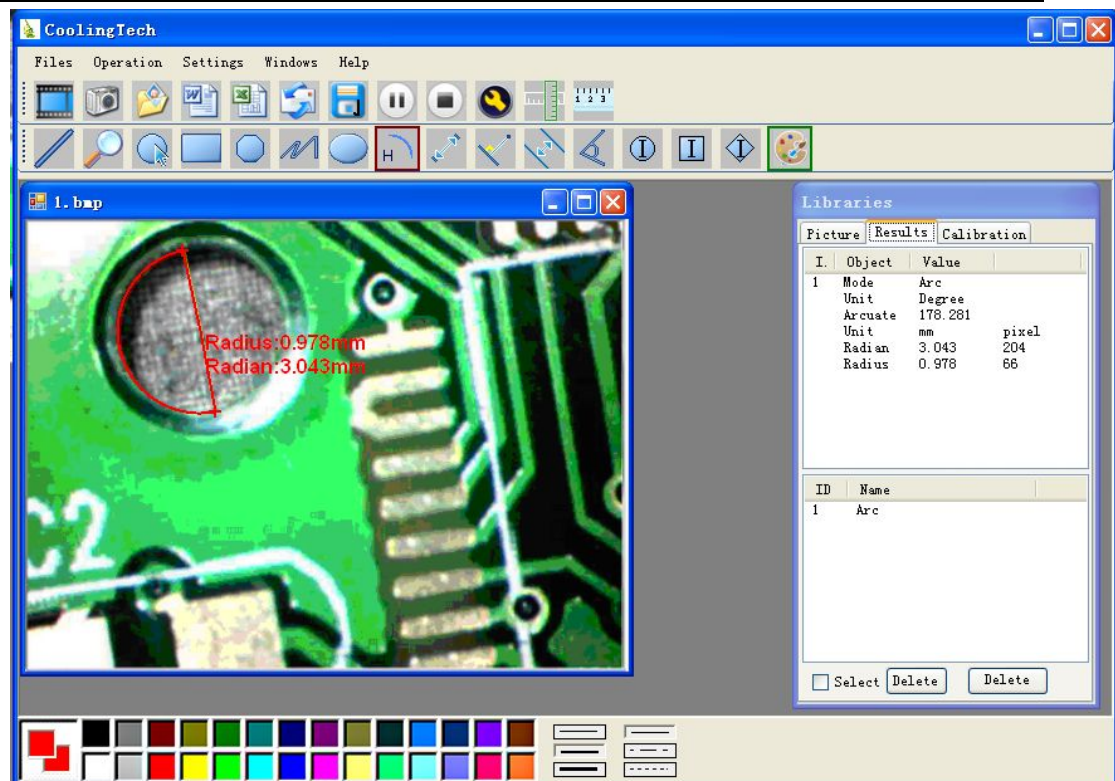 CoolingTech
Files Operation Settings Windows Help
1 2 3
H
1.bmp
Radius:0.978mm
Radian:3.043mm
C2
Libraries
Picture Results Calibration
I. Object Value
1 Mode Arc
Unit Degree
Arcuate 178.281
Unit mm pixel
Radian 3.043 204
Radius 0.978 66
ID Name
1 Arc
Select Delete Delete